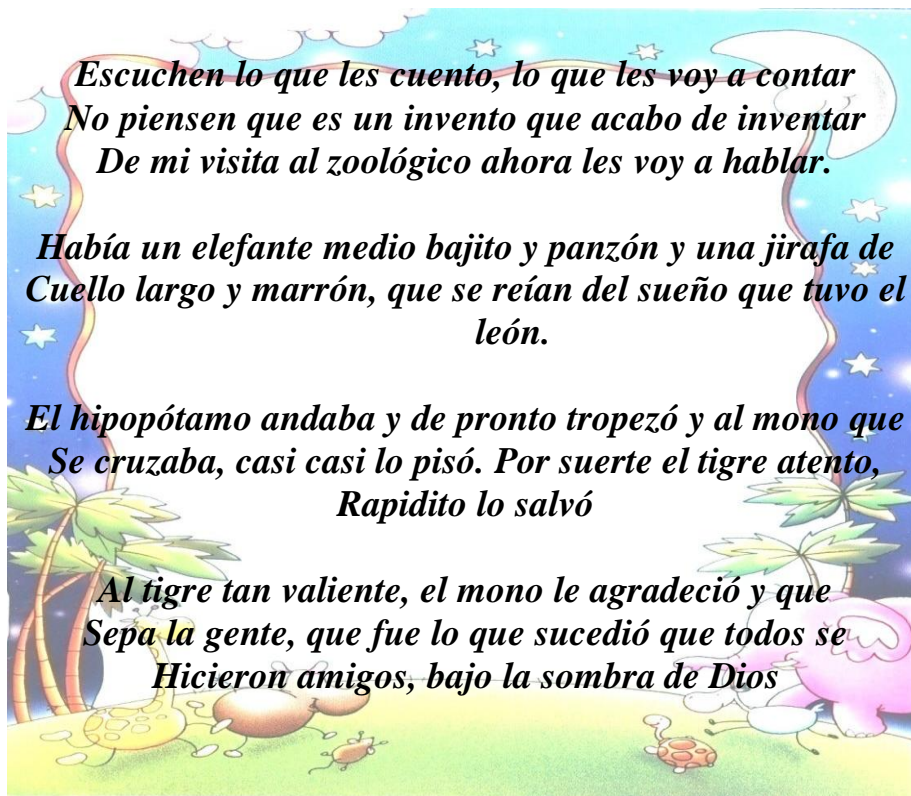 Escuchen lo que les cuento, lo que les voy a contar
No piensen que es un invento que acabo de inventar
De mi visita al zoológico ahora les voy a hablar.
Había un elefante medio bajito y panzón y una jirafa de
Cuello largo y marrón, que se reían del sueño que tuvo el
león.
El hipopótamo andaba y de pronto tropezó y al mono que
Se cruzaba, casi casi lo pisó. Por suerte el tigre atento,
Rapidito lo salvó
Al tigre tan valiente, el mono le agradeció y que
Sepa la gente, que fue lo que sucedió que todos se
Hicieron amigos, bajo la sombra de Dios